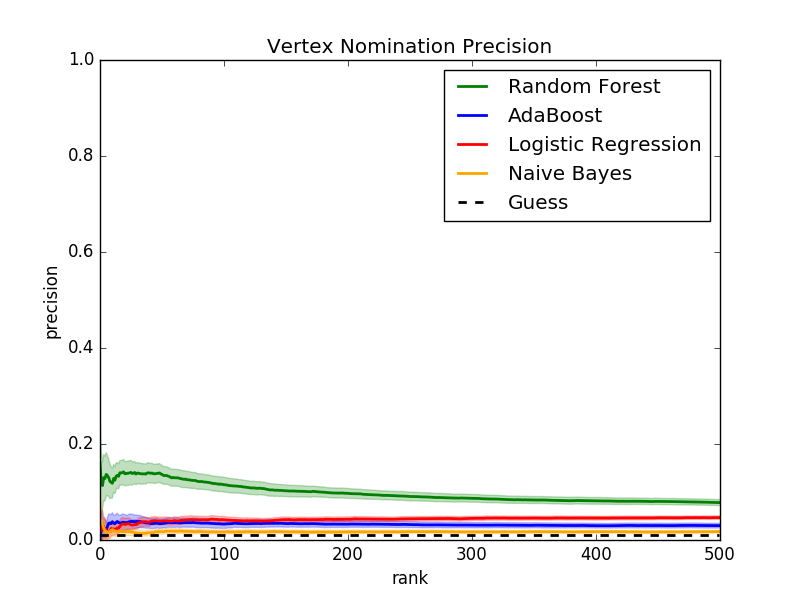 Vertex Nomination Precision
1.0
0.8
0.6
0.4
0.2
0.0
precision
Random Forest
AdaBoost
Logistic Regression
Naive Bayes
Guess
0 100 200 300 400 500
rank